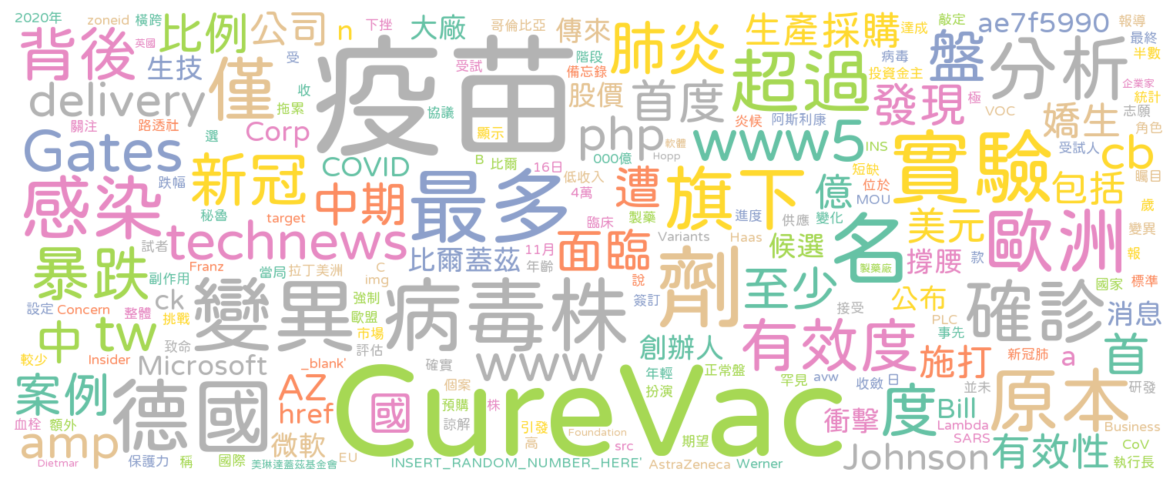 2020年 zoneid 橫跨 比例 公司 n 下挫 大廠 哥倫比亞 傳來 肺炎 生產採購 達成 敲定 ae7f5990 報導
背後 英國 生技 僅 受 疫苗 受試 階段 備忘錄 股價 首度 超過 病毒 投資金主 盤 分析 最終 半數 企業家
delivery 收 拖累 協議 發現 極 統計 VOC 志願
關注 路透社 Corp 選 顯示 軟體 php 炎候 阿斯利康 www5 INS 嬌生 角色
Gates 新冠 COVID B 比爾 16日 Hopp 000億 短缺 實驗 受試人 cb 矚目
感染 跌幅 中期 最多 低收入 4萬 遭 旗下 億 位於 MOU 包括 歲
秘魯 target 臨床 製藥 進度 供應 變化 名 美元 歐洲 變異
technews 面臨 Variants Haas 候選 製藥廠 款 撐腰 報
試者 暴跌 副作用 Franz 當局 拉丁美洲 C 比爾蓋茲 11月 年齡 說 劑 至少 國家 標準
設定 Concern 整體 ck 變異 img 強制 病毒株 簽訂 接受 公布 確診 消息
中 tw 挑戰 歐盟 市場 PLC 事先
較少 Insider 致命 _blank' 評估 確實 www 創辦人 有效度 施打 新冠肺 a 首
案例 Microsoft 年輕 正常盤 罕見 avw 收斂 日 並未 研發
德國 AZ 國 個案 CureVac 株 扮演 度 Bill 原本
血栓 額外 href 預購 諒解 引發 src 期望 衝擊 Lambda Business
amp 微軟 高 Foundation SARS 有效性 CoV
Dietmar 保護力 稱 國際 美琳達蓋茲基金會 EU INSERT_RANDOM_NUMBER_HERE' AstraZeneca Werner Johnson 執行長